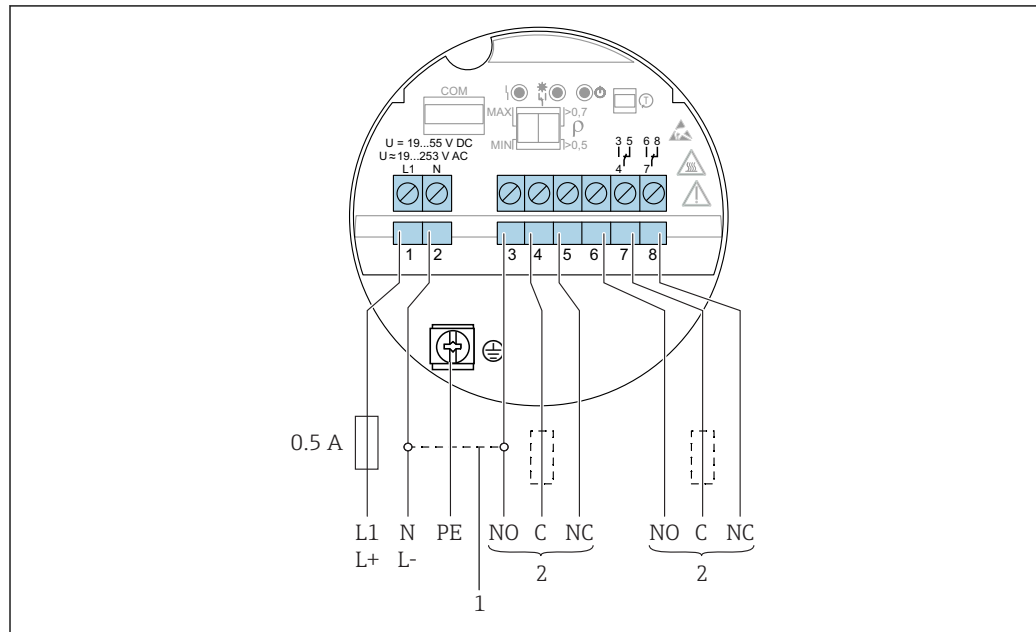 COM
MAX >0,7
ρ
MIN >0,5
T
U = 19...55 V DC
U ≈ 19...253 V AC
L1 N
3 5 6 8
4 7
1 2 3 4 5 6 7 8
0.5 A
L1 N PE NO C NC NO C NC
L+ L-
2 2
1